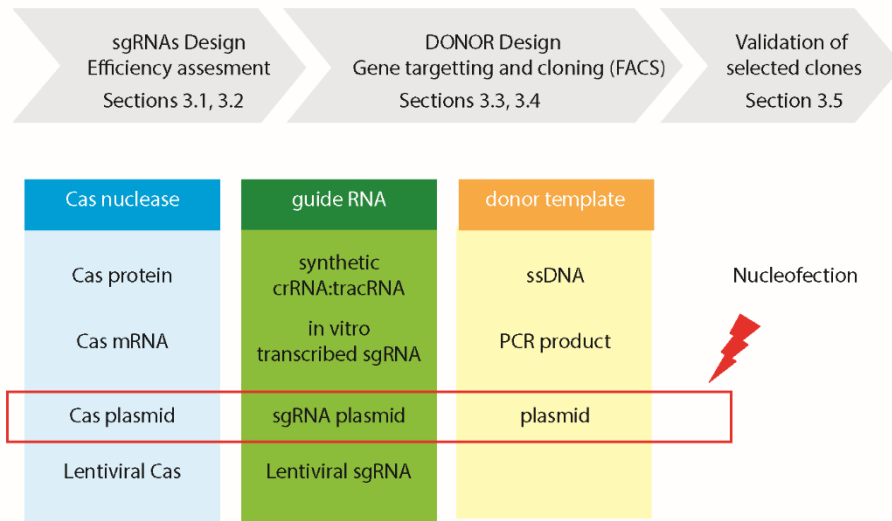 sgRNAs Design
Efficiency assesment
Sections 3.1, 3.2
DONOR Design
Gene targetting and cloning (FACS)
Sections 3.3, 3.4
Validation of
selected clones
Section 3.5
Cas nuclease
guide RNA
donor template
Cas protein
synthetic
crRNA:tracRNA
ssDNA
Nucleofection
Cas mRNA
in vitro
transcribed sgRNA
PCR product
Cas plasmid
sgRNA plasmid
plasmid
Lentiviral Cas
Lentiviral sgRNA